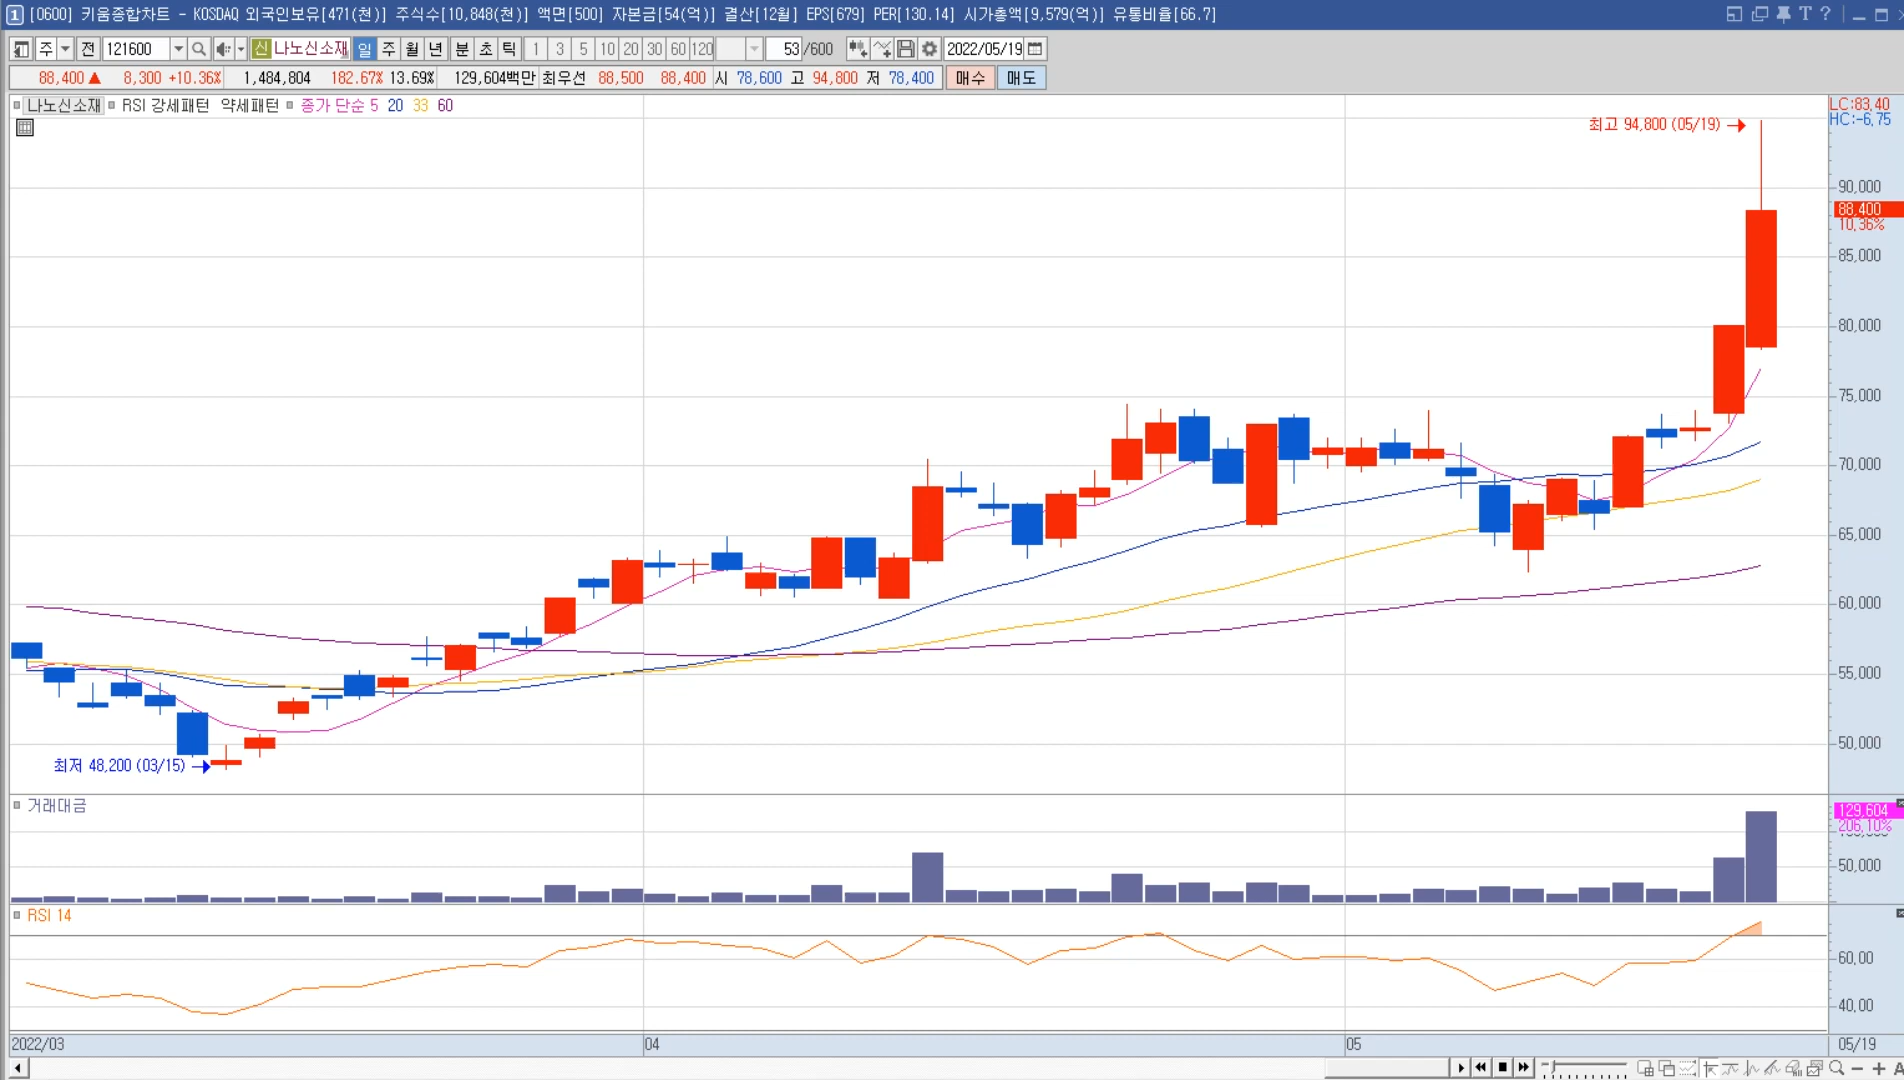 1 [0600] 키움종합차트 - KOSDAQ 외국인보유[471(천)] 주식수[10,848(천)] 액면[500] 자본금[54(억)] 결산[12월] EPS[679] PER[130.14] 시가총액[9,579(억)] 유통비율[66.7] T ?
주 전 121600 신 나노신소재 일 주 월 년 분 초 틱 1 3 5 10 20 30 60 120 53 /600 2022/05/19
88,400 ▲ 8,300 +10.36% 1,484,804 182.67% 13.69% 129,604백만 최우선 88,500 88,400 시 78,600 고 94,800 저 78,400 매수 매도
나노신소재 RSI 강세패턴 약세패턴 종가 단순 5 20 33 60
LC:83,40
HC:-6,75
최고 94,800 (05/19)
90,000
88,400
10,36%
85,000
80,000
75,000
70,000
65,000
60,000
55,000
50,000
최저 48,200 (03/15)
거래대금
129,604
206,10%
50,000
RSI 14
60,00
40,00
2022/03 04 05 05/19